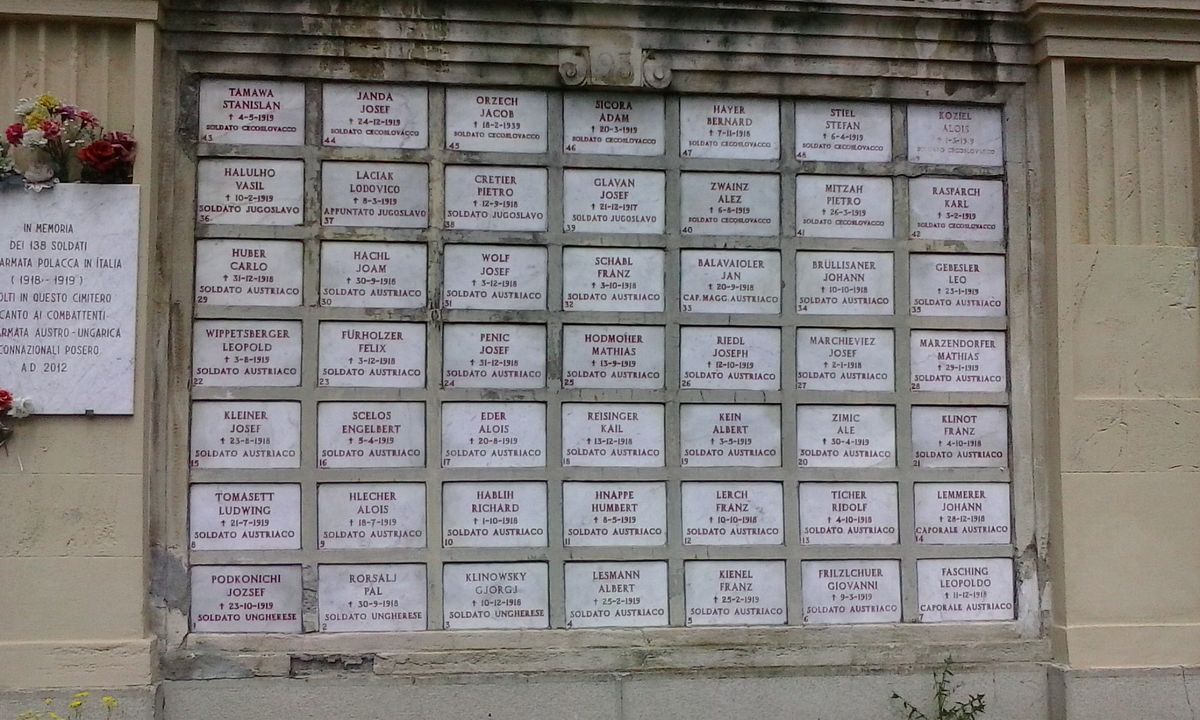 IN MEMORIA
DEI 138 SOLDATI
ARMATA POLACCA IN ITALIA
(1918-1919)
OLTI IN QUESTO CIMITERO
CANTO AI COMBATTENTI
ARMATA AUSTRO-UNGARICA
CONNAZIONALI POSERO
A.D. 2012
TAMAWA
STANISLAN
† 4-5-1919
SOLDATO CECOSLOVACCO
43
JANDA
JOSEF
† 24-12-1919
SOLDATO CECOSLOVACCO
44
ORZECH
JACOB
† 18-2-1939
SOLDATO CECOSLOVACCO
45
SICORA
ADAM
† 20-3-1919
SOLDATO CECOSLOVACCO
46
HAYER
BERNARD
† 7-11-1918
SOLDATO CECOSLOVACCO
47
STIEL
STEFAN
† 6-4-1919
SOLDATO CECOSLOVACCO
48
KOZIEL
ALOIS
SOLDATO CECOSLOVACCO
HALULHO
VASIL
† 10-2-1919
SOLDATO JUGOSLAVO
36
LACIAK
LODOVICO
† 8-3-1919
APPUNTATO JUGOSLAVO
37
CRETIER
PIETRO
† 12-9-1918
SOLDATO JUGOSLAVO
38
GLAVAN
JOSEF
† 21-12-1917
SOLDATO JUGOSLAVO
39
ZWAINZ
ALEZ
† 6-8-1919
SOLDATO CECOSLOVACCO
40
MITZAH
PIETRO
† 26-3-1919
SOLDATO CECOSLOVACCO
41
RASPARCH
KARL
† 3-2-1919
SOLDATO CECOSLOVACCO
42
HUBER
CARLO
† 31-12-1918
SOLDATO AUSTRIACO
29
HACHL
JOAM
† 30-9-1918
SOLDATO AUSTRIACO
30
WOLF
JOSEF
† 3-12-1918
SOLDATO AUSTRIACO
31
SCHABL
FRANZ
† 3-10-1918
SOLDATO AUSTRIACO
32
BALAVAIOLER
JAN
† 20-9-1918
CAP. MAGG. AUSTRIACO
33
BRULLISANER
JOHANN
† 10-10-1918
SOLDATO AUSTRIACO
34
GEBESLER
LEO
† 23-1-1919
SOLDATO AUSTRIACO
35
WIPPETSBERGER
LEOPOLD
† 3-8-1919
SOLDATO AUSTRIACO
22
FÜRHOLZER
FELIX
† 3-12-1918
SOLDATO AUSTRIACO
23
PENIC
JOSEF
† 31-12-1918
SOLDATO AUSTRIACO
24
HODMOÏHER
MATHIAS
† 13-9-1919
SOLDATO AUSTRIACO
25
RIEDL
JOSEPH
† 12-10-1919
SOLDATO AUSTRIACO
26
MARCHIEVIEZ
JOSEF
† 2-1-1918
SOLDATO AUSTRIACO
27
MARZENDORFER
MATHIAS
† 29-1-1919
SOLDATO AUSTRIACO
28
KLEINER
JOSEF
† 23-8-1918
SOLDATO AUSTRIACO
15
SCELOS
ENGELBERT
† 5-4-1919
SOLDATO AUSTRIACO
16
EDER
ALOIS
† 20-8-1919
SOLDATO AUSTRIACO
17
REISINGER
KAIL
† 13-12-1918
SOLDATO AUSTRIACO
18
KEIN
ALBERT
† 3-5-1919
SOLDATO AUSTRIACO
19
ZIMIC
ALE
† 30-4-1919
SOLDATO AUSTRIACO
20
KLINOT
FRANZ
† 4-10-1918
SOLDATO AUSTRIACO
21
TOMASETT
LUDWING
† 21-7-1919
SOLDATO AUSTRIACO
8
HLECHER
ALOIS
† 18-7-1919
SOLDATO AUSTRIACO
9
HABLIH
RICHARD
† 1-10-1918
SOLDATO AUSTRIACO
10
HNAPPE
HUMBERT
† 8-5-1919
SOLDATO AUSTRIACO
11
LERCH
FRANZ
† 10-10-1918
SOLDATO AUSTRIACO
12
TICHER
RIDOLF
† 4-10-1918
SOLDATO AUSTRIACO
13
LEMMERER
JOHANN
† 28-12-1918
CAPORALE AUSTRIACO
14
PODKONICHI
JOZSEF
† 23-10-1919
SOLDATO UNGHERESE
RORSALJ
PÁL
† 30-9-1918
SOLDATO UNGHERESE
2
KLINOWSKY
GJORGJ
† 10-12-1918
SOLDATO UNGHERESE
3
LESMANN
ALBERT
† 25-2-1919
SOLDATO AUSTRIACO
4
KIENEL
FRANZ
† 25-2-1919
SOLDATO AUSTRIACO
5
FRILZLCHUER
GIOVANNI
† 9-3-1919
SOLDATO AUSTRIACO
6
FASCHING
LEOPOLDO
† 11-12-1918
CAPORALE AUSTRIACO
7